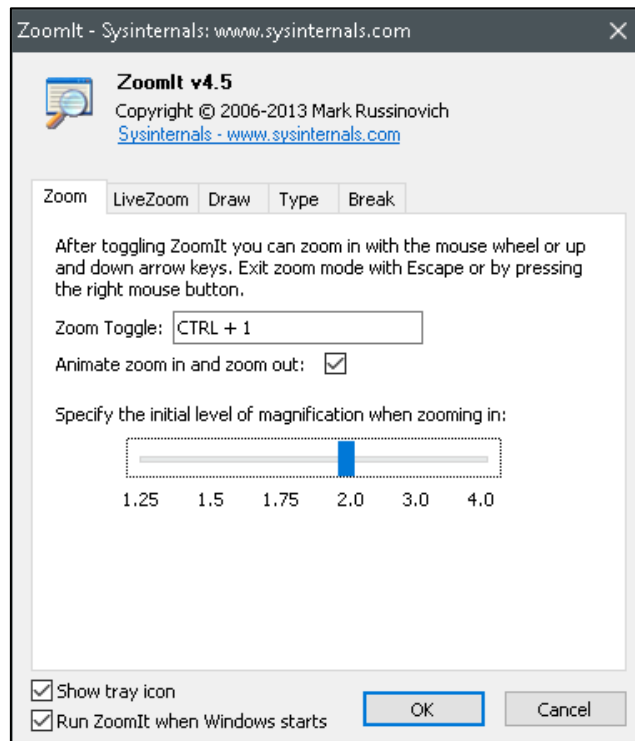 ZoomIt - Sysinternals: www.sysinternals.com
ZoomIt v4.5
Copyright © 2006-2013 Mark Russinovich
Sysinternals - www.sysinternals.com
Zoom LiveZoom Draw Type Break
After toggling ZoomIt you can zoom in with the mouse wheel or up
and down arrow keys. Exit zoom mode with Escape or by pressing
the right mouse button.
Zoom Toggle: CTRL + 1
Animate zoom in and zoom out:
Specify the initial level of magnification when zooming in:
1.25 1.5 1.75 2.0 3.0 4.0
Show tray icon
Run ZoomIt when Windows starts
OK Cancel